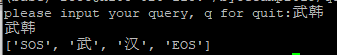 please input your query, q for quit:武韩
武韩
['SOS', '武', '汉', 'EOS']